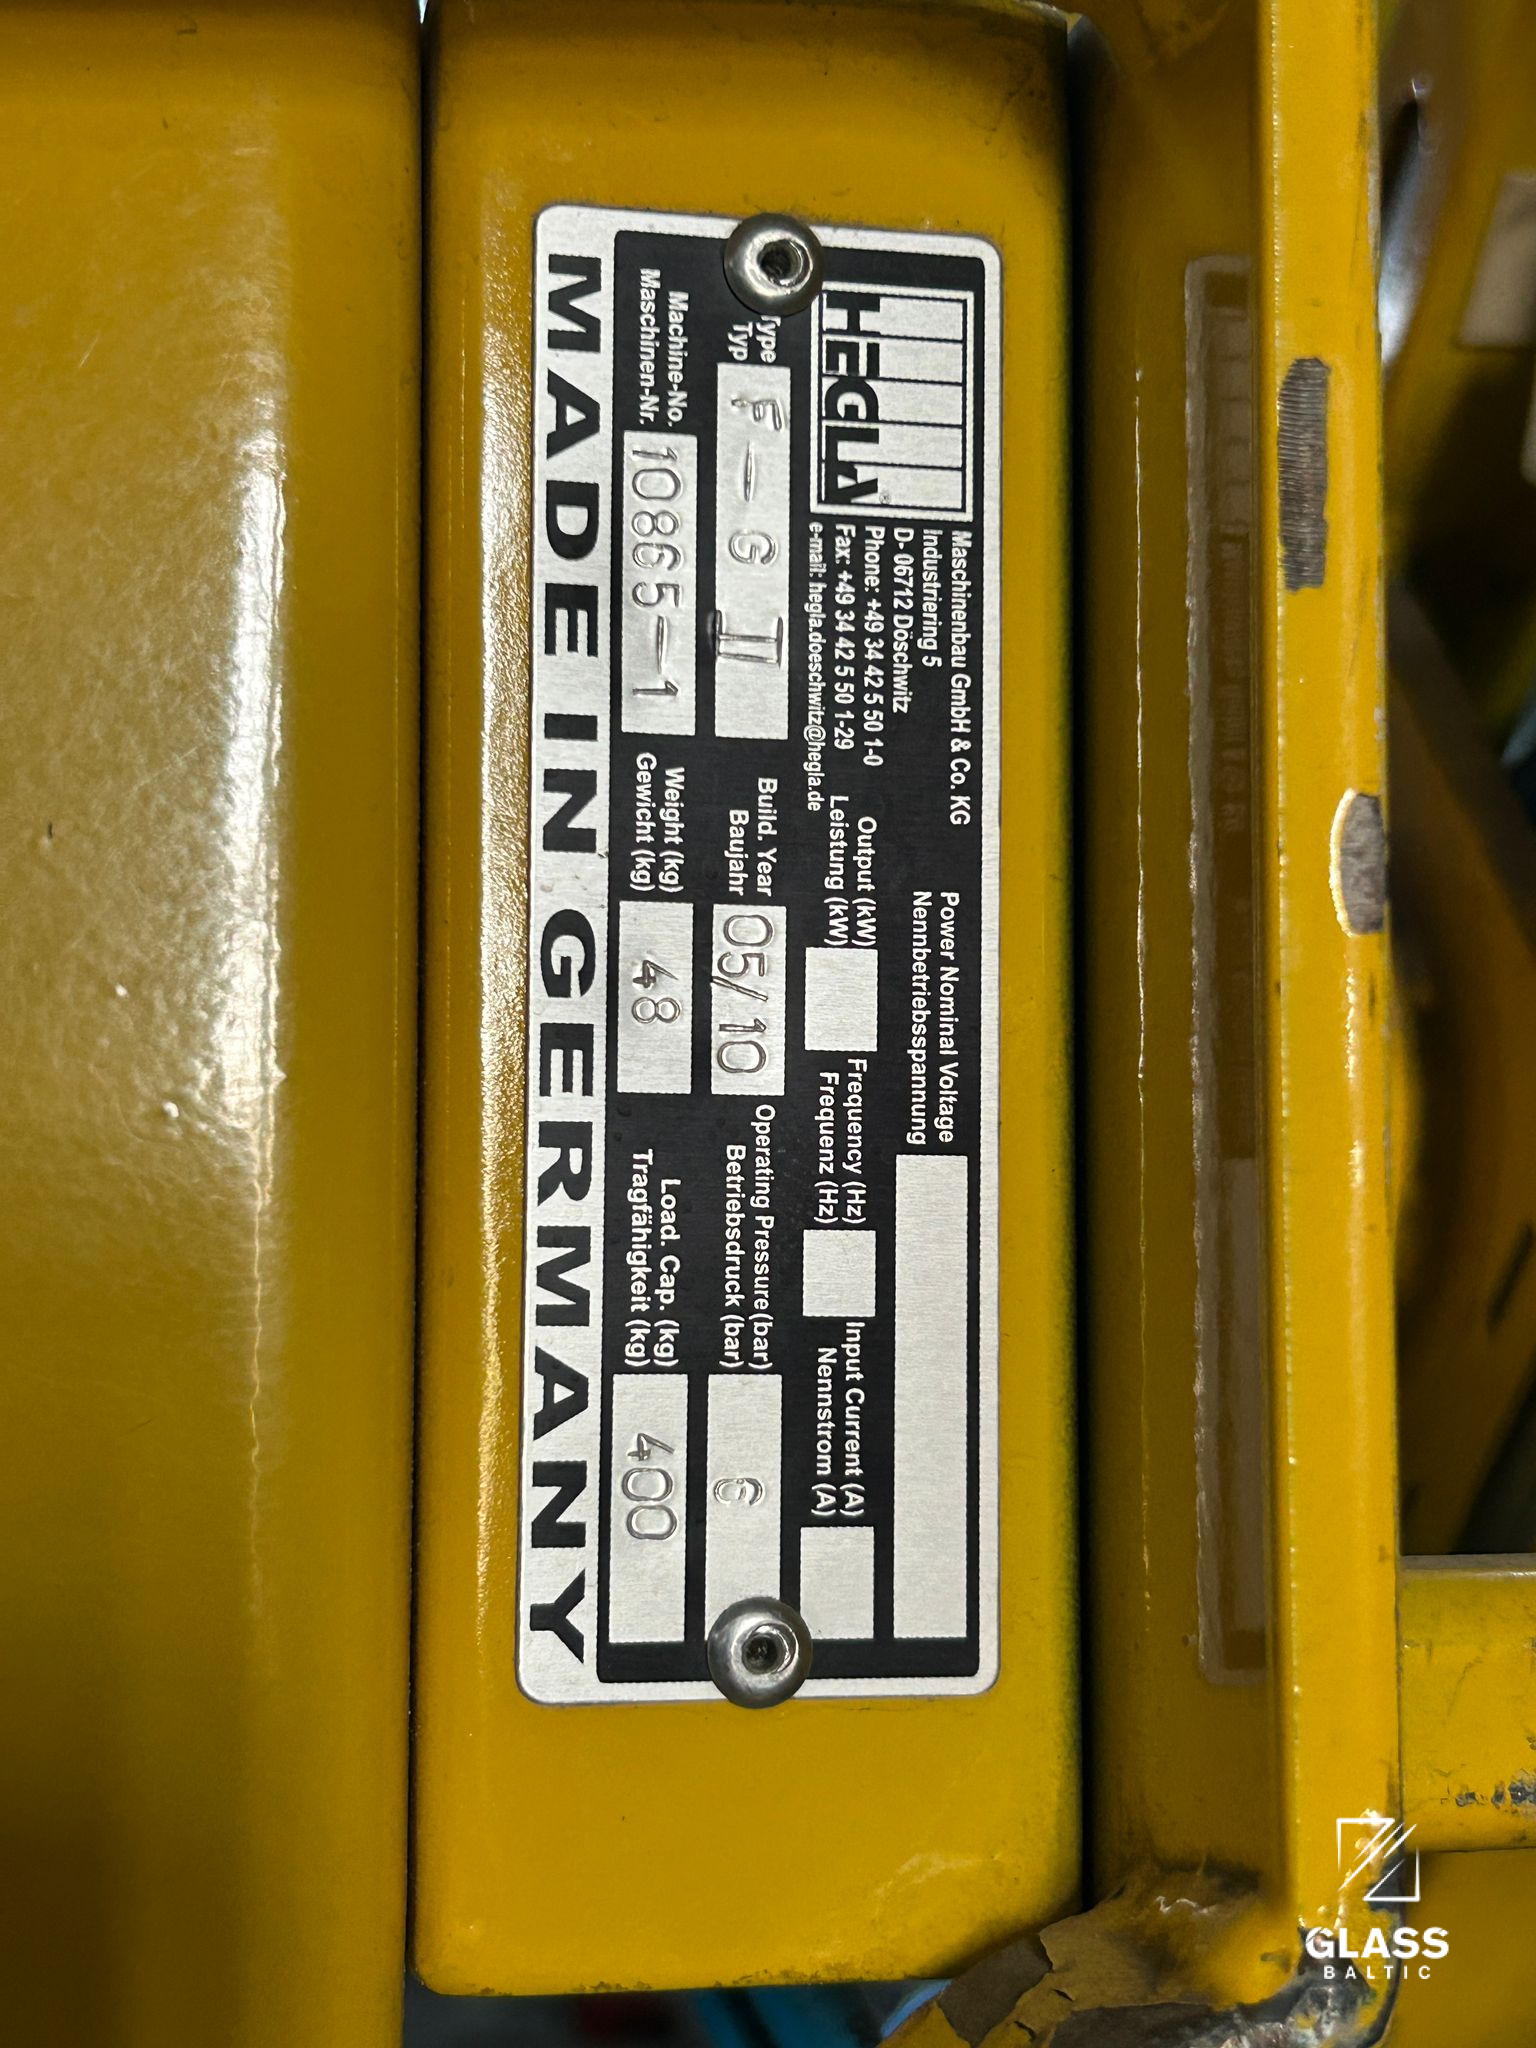 HEGLA®
Maschinenbau GmbH & Co. KG
Industriering 5
D- 06712 Döschwitz
Phone: +49 34 42 5 50 1-0
Fax: +49 34 42 5 50 1-29
e-mail: hegla.doeschwitz@hegla.de
Power Nominal Voltage
Nennbetriebsspannung
Output (kW)
Leistung (kW)
Frequency (Hz)
Frequenz (Hz)
Input Current (A)
Nennstrom (A)
Type
Typ
F-G II
Build. Year
Baujahr
05/10
Operating Pressure(bar)
Betriebsdruck (bar)
6
Machine-No.
Maschinen-Nr.
10865-1
Weight (kg)
Gewicht (kg)
48
Load. Cap. (kg)
Tragfähigkeit (kg)
400
MADE IN GERMANY
GLASS
BALTIC